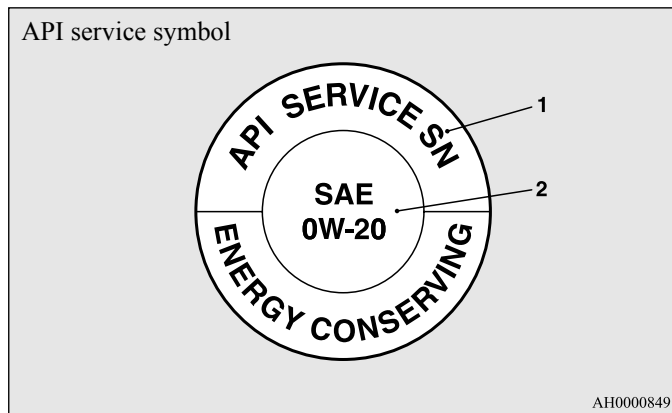 API service symbol
API SERVICE SN
1
SAE
0W-20
2
ENERGY CONSERVING
AH0000849